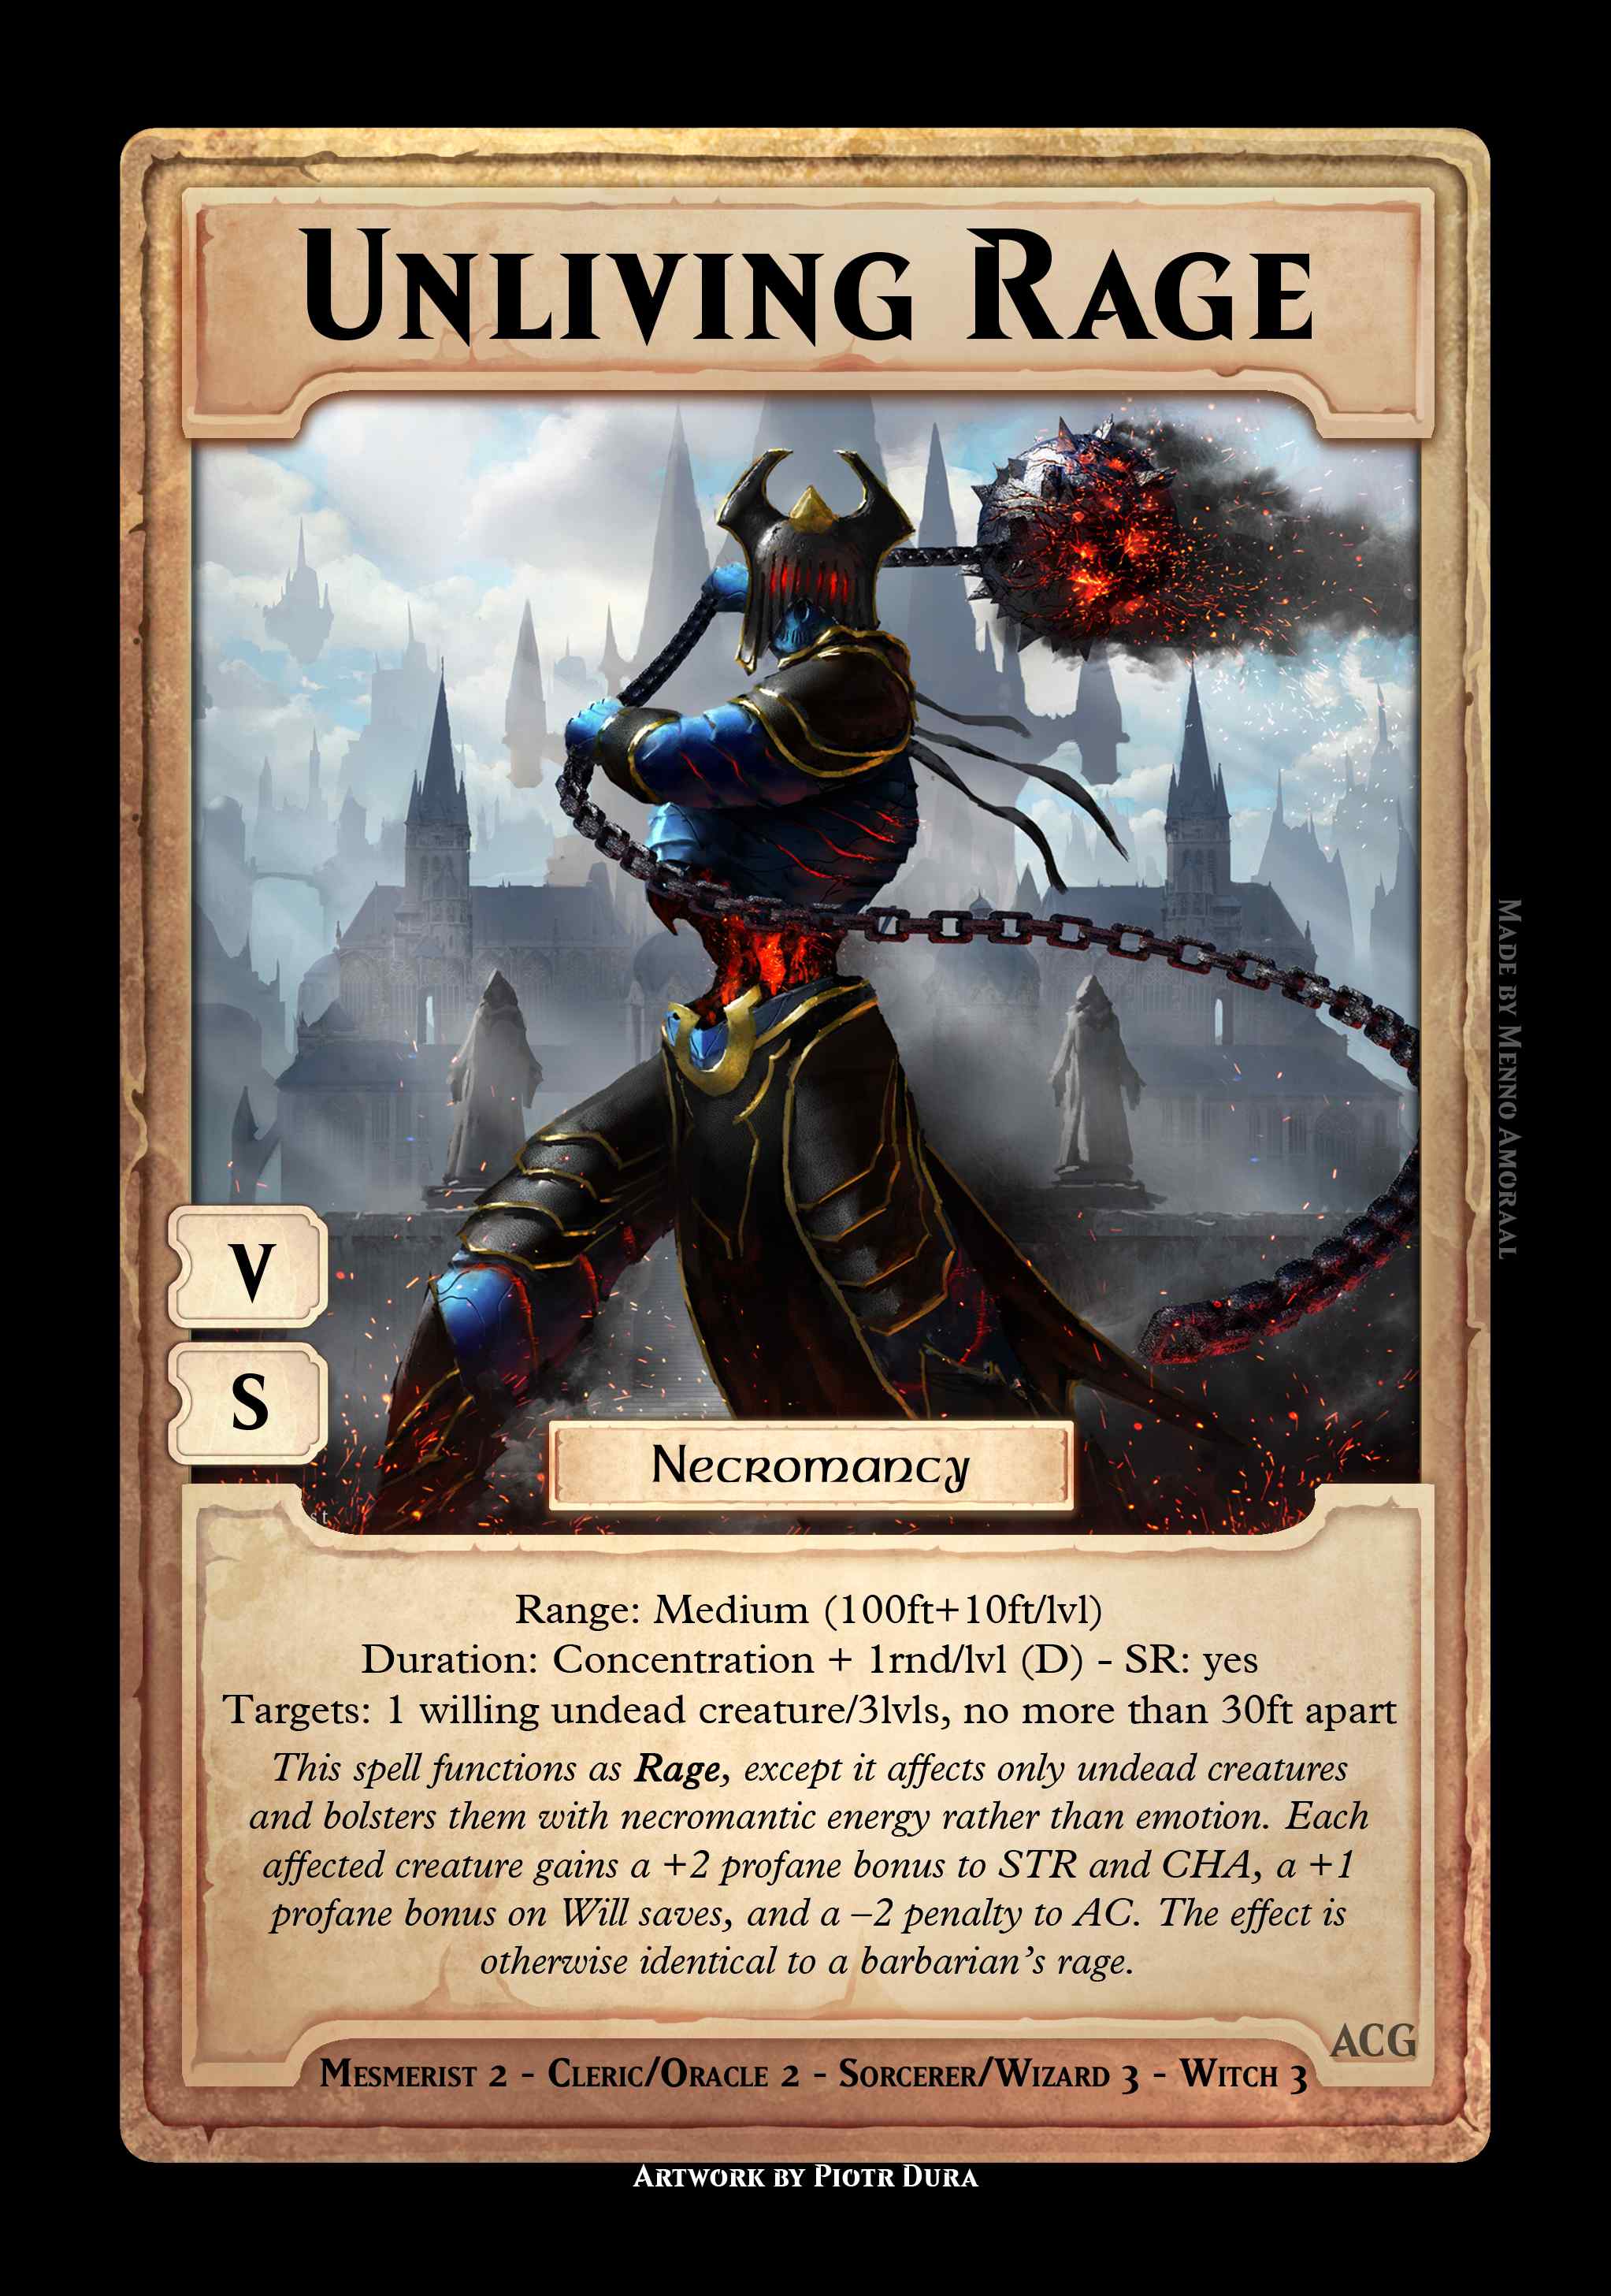 Unliving Rage
V
S
Necromancy
Range: Medium (100ft+10ft/lvl)
Duration: Concentration + 1rnd/lvl (D) - SR: yes
Targets: 1 willing undead creature/3lvls, no more than 30ft apart
This spell functions as Rage, except it affects only undead creatures
and bolsters them with necromantic energy rather than emotion. Each
affected creature gains a +2 profane bonus to STR and CHA, a +1
profane bonus on Will saves, and a –2 penalty to AC. The effect is
otherwise identical to a barbarian's rage.
ACG
Mesmerist 2 - Cleric/Oracle 2 - Sorcerer/Wizard 3 - Witch 3
Artwork by Piotr Dura
Made by Menno Amoraal